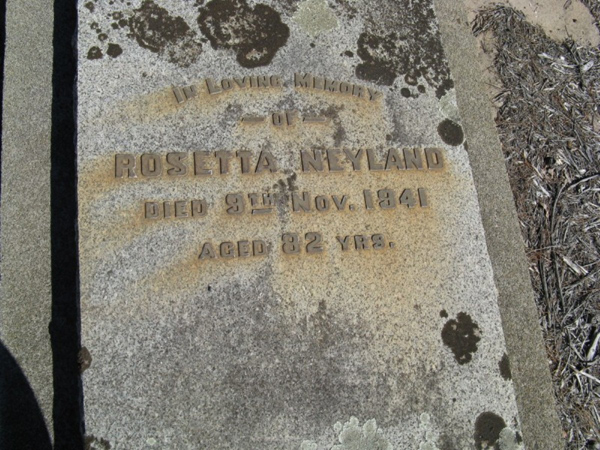 IN LOVING MEMORY
— OF —
ROSETTA NEYLAND
DIED 9TH NOV. 1941
AGED 82 YRS.